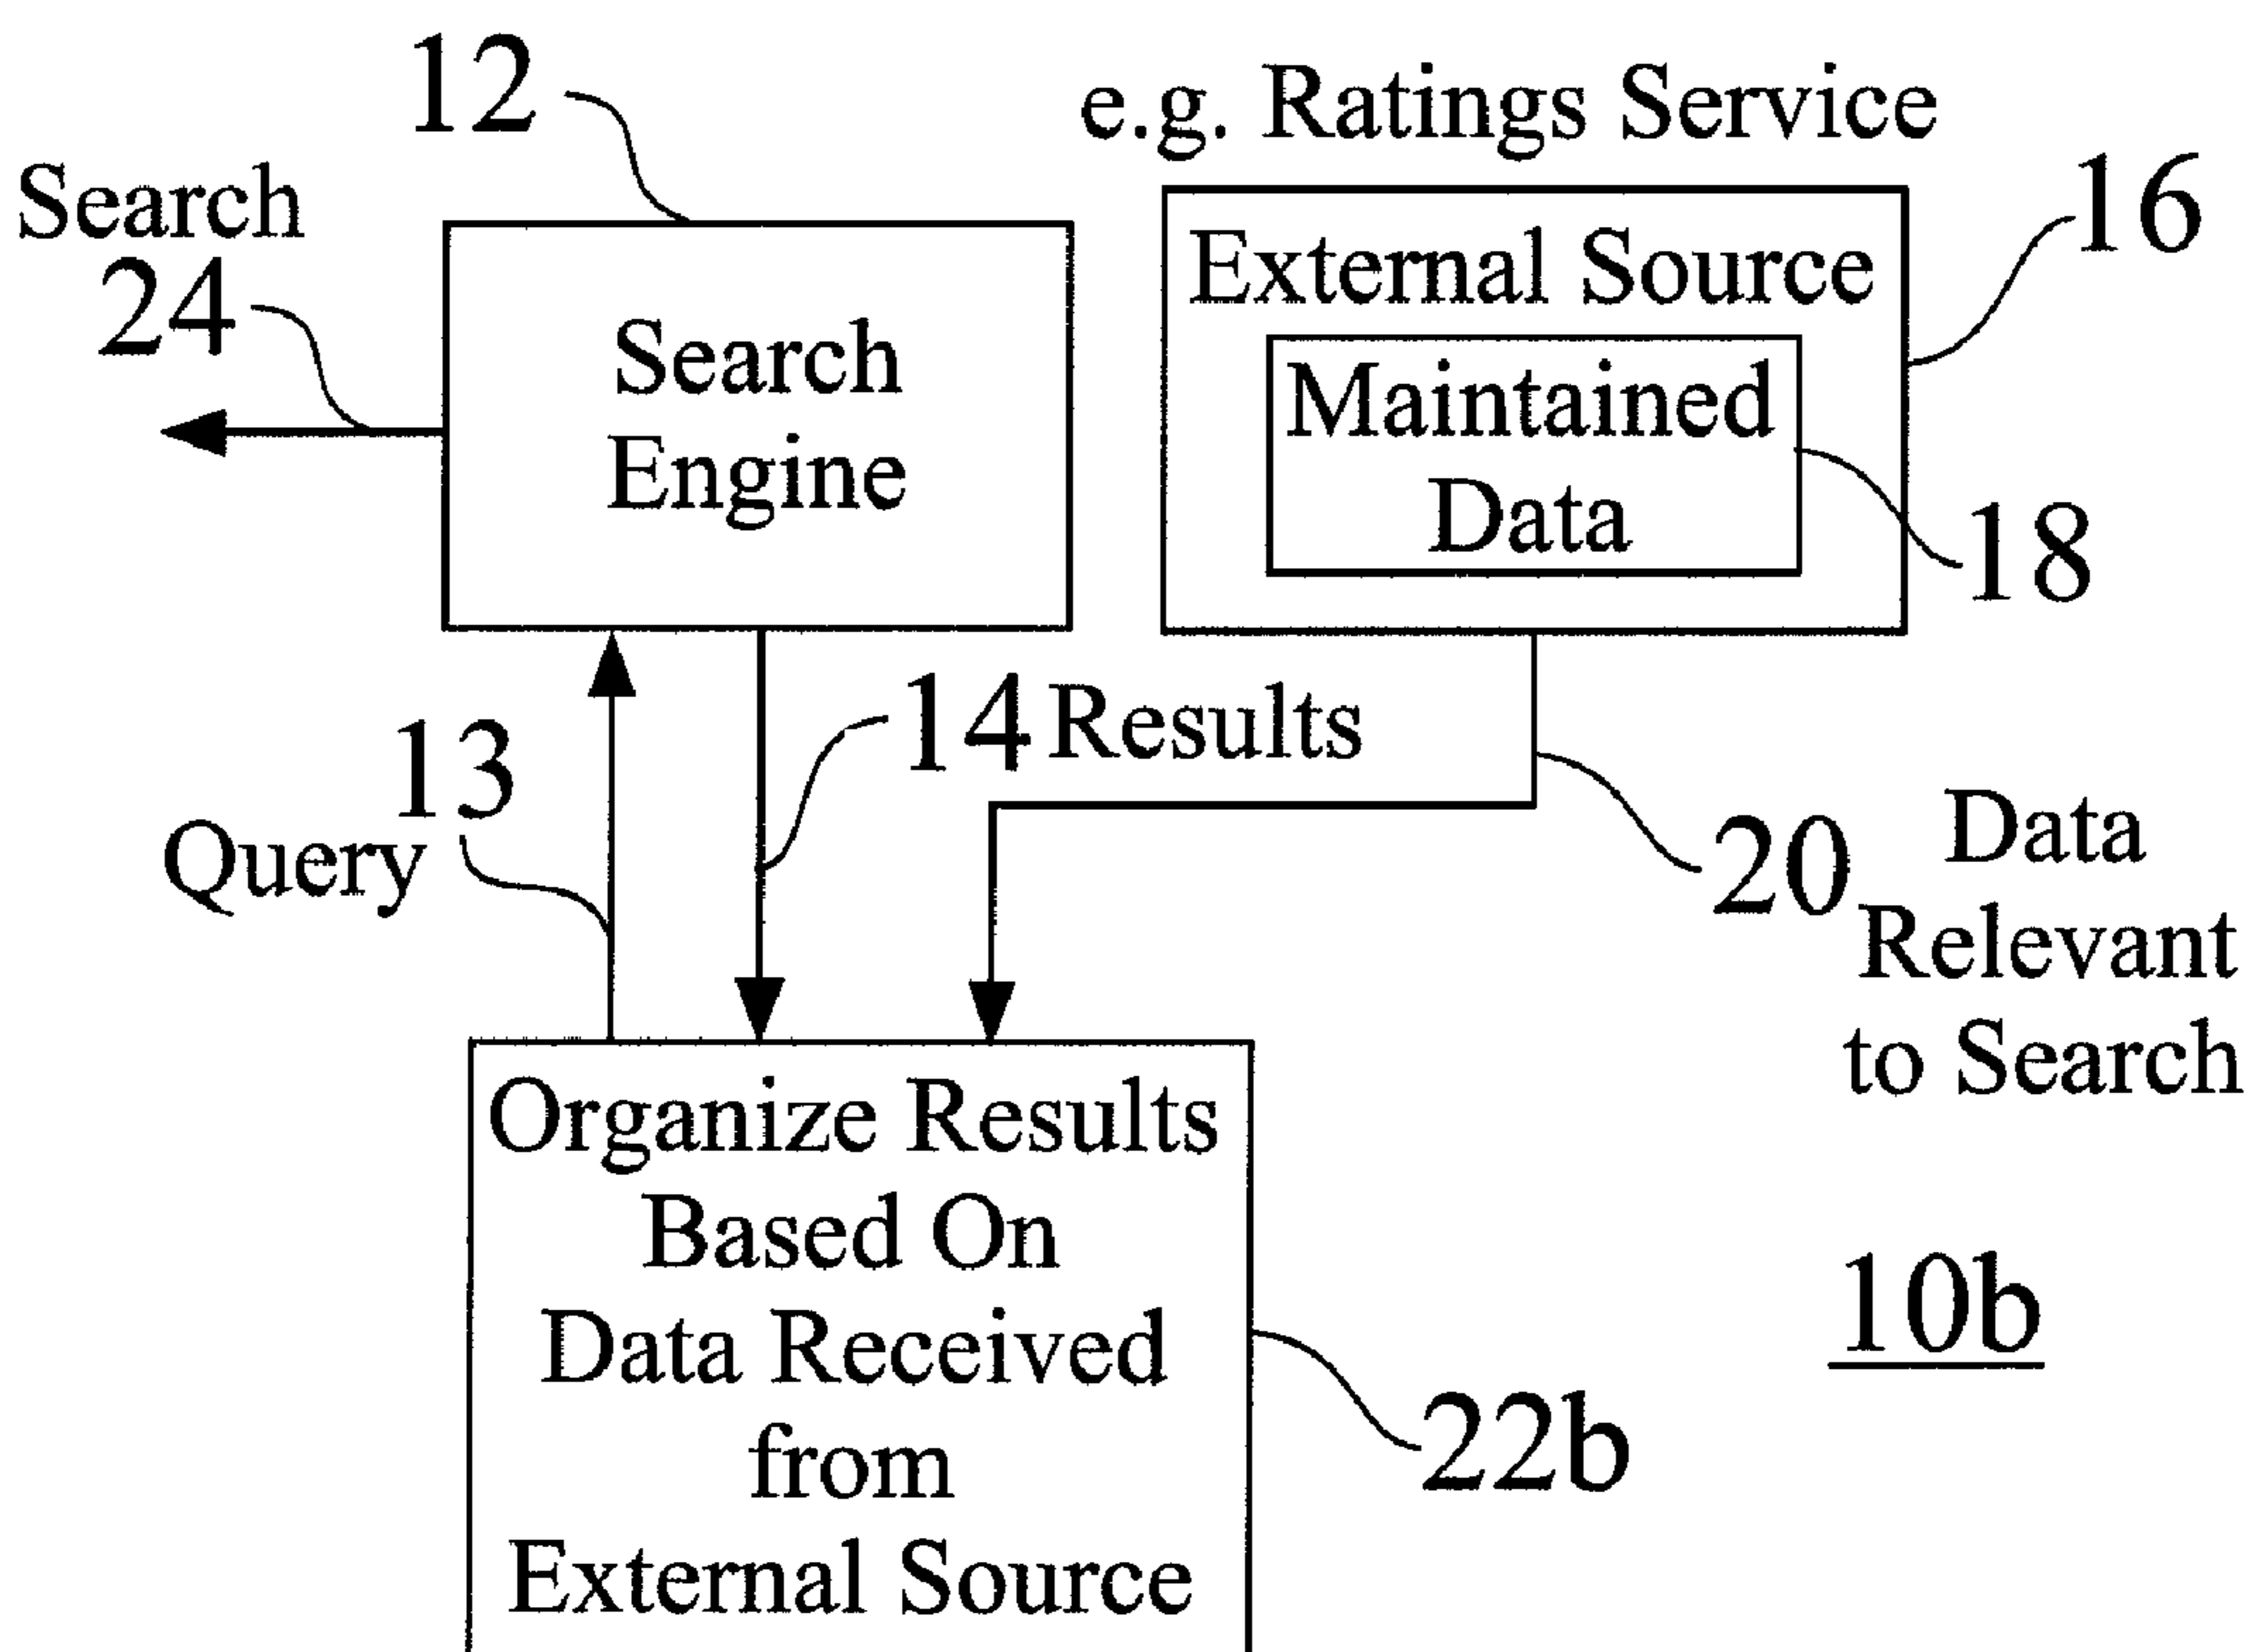 12
e.g. Ratings Service
Search
24
16
External Source
Search
Engine
Maintained
Data
18
13
Query
14 Results
20
Data
Relevant
to Search
Organize Results
Based On
Data Received
from
External Source
10b
22b